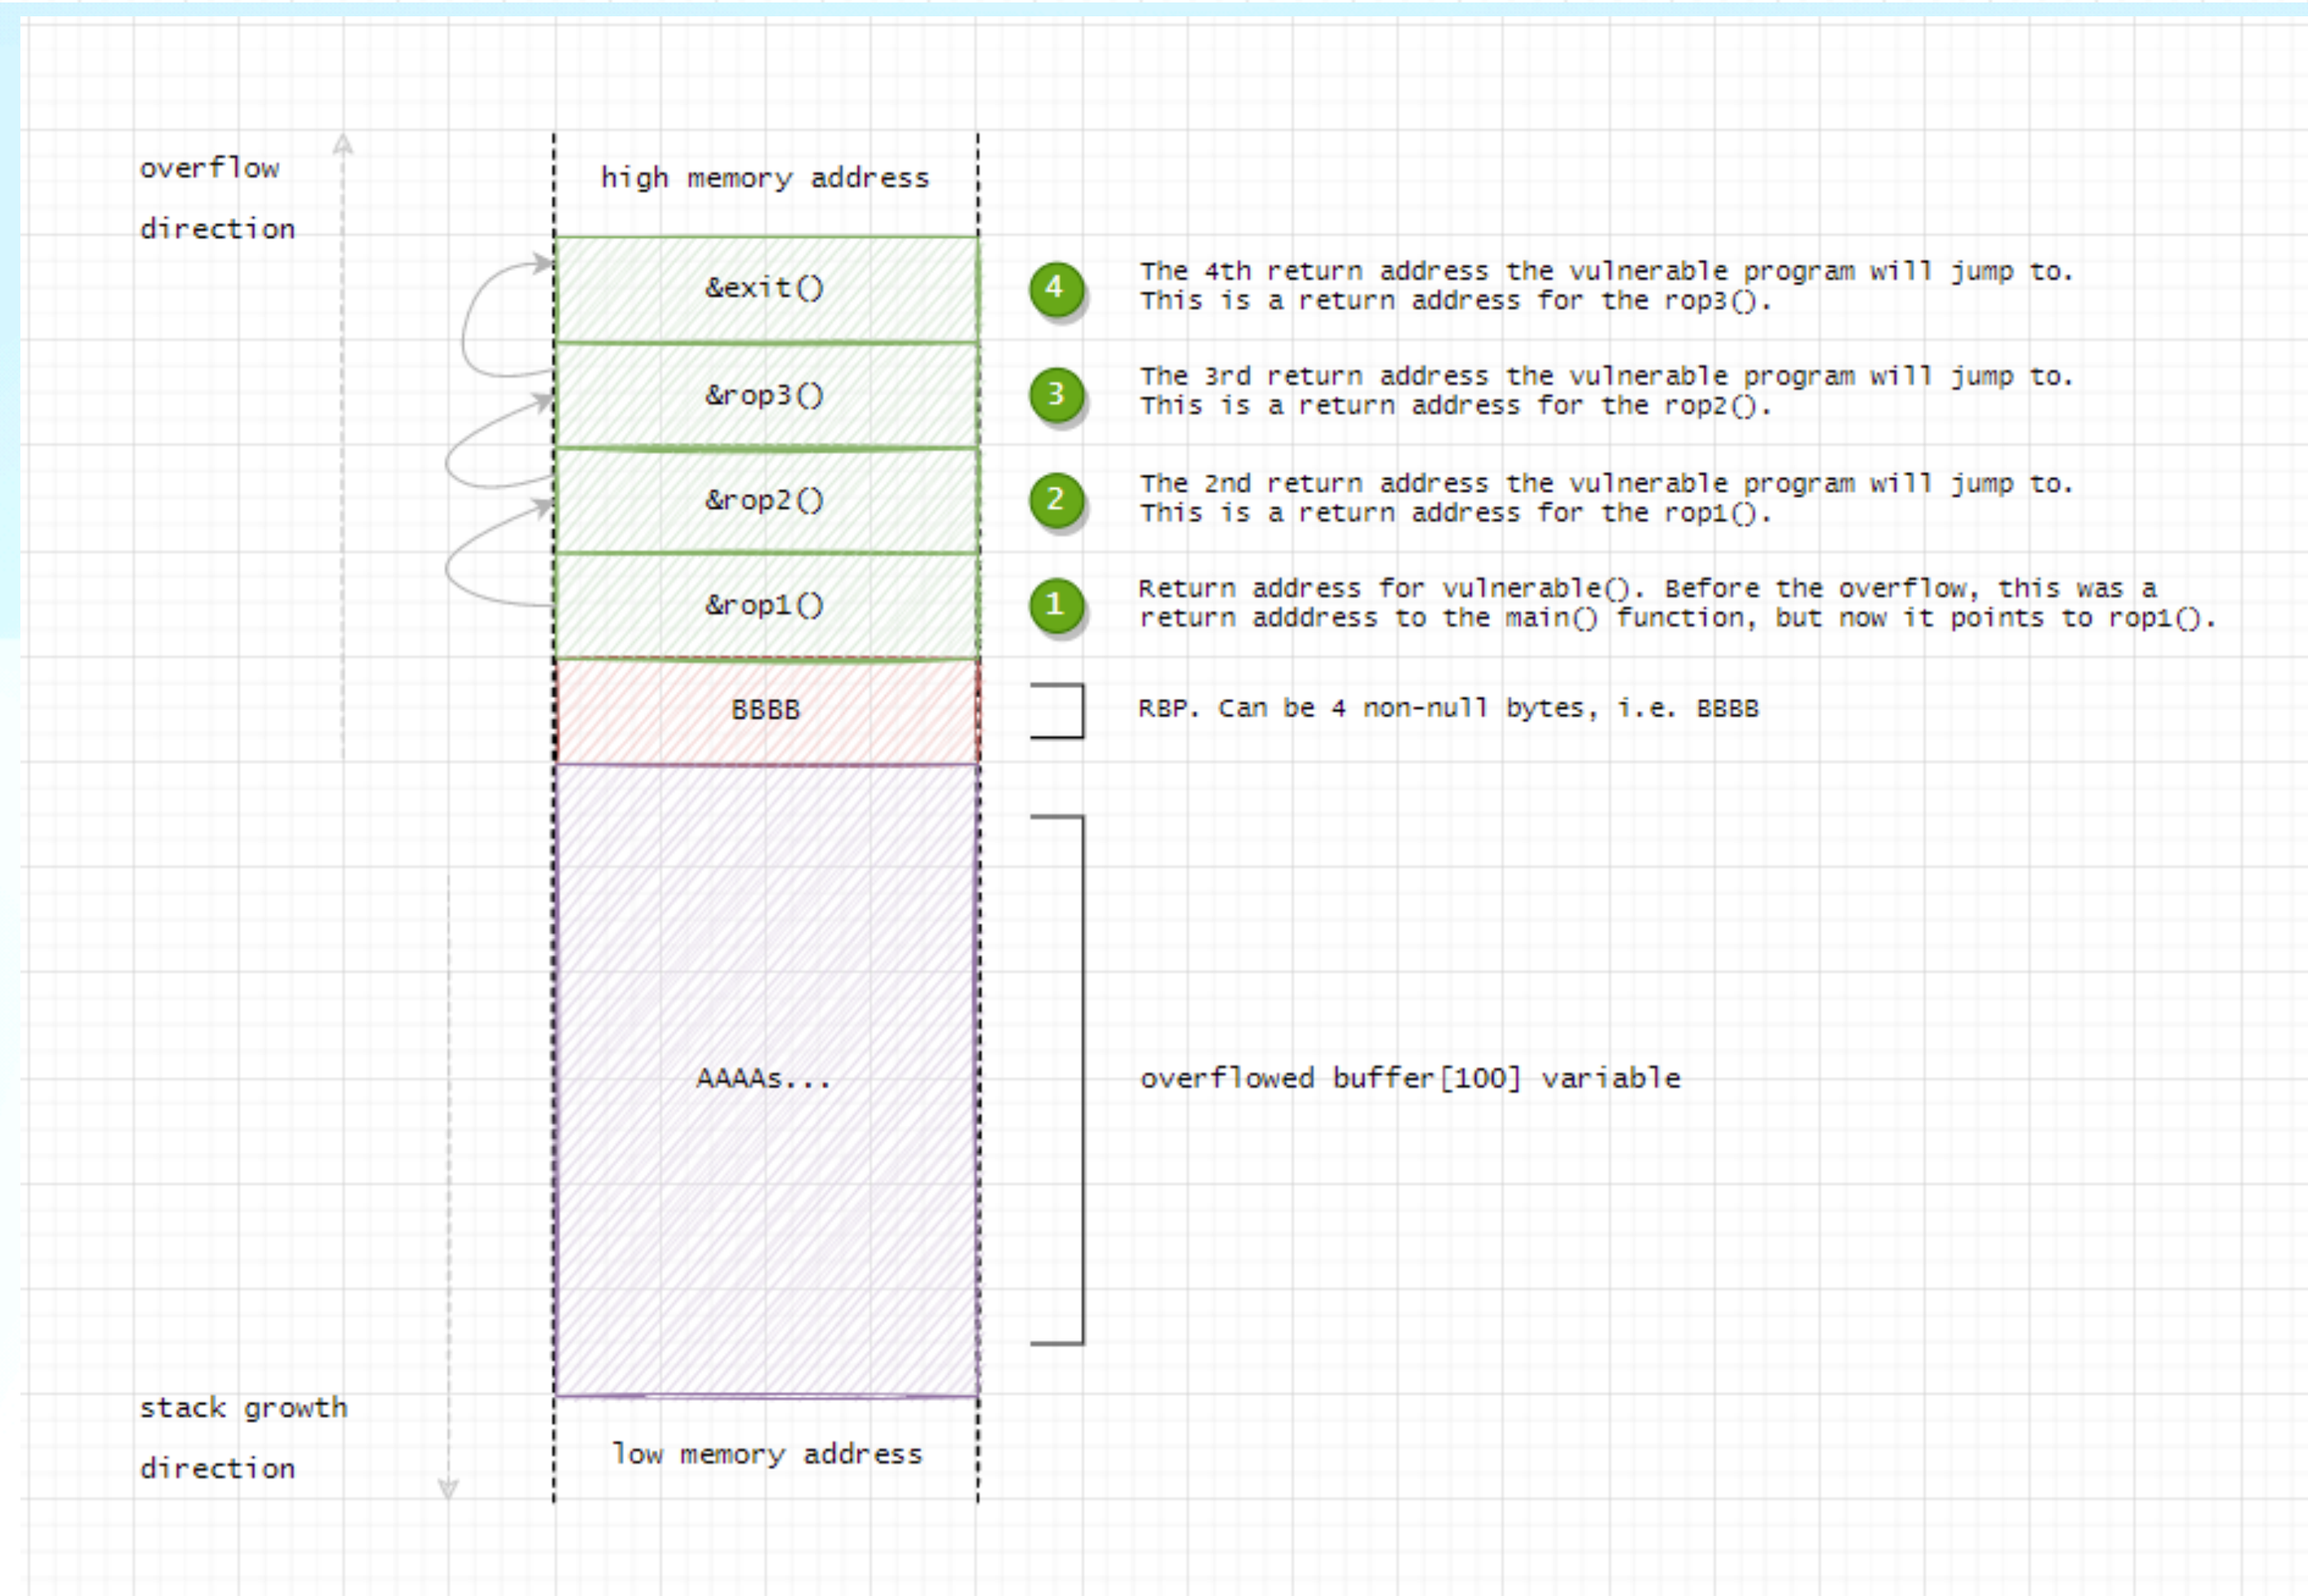 overflow
direction
high memory address
&exit()
4
The 4th return address the vulnerable program will jump to.
This is a return address for the rop3().
&rop3()
3
The 3rd return address the vulnerable program will jump to.
This is a return address for the rop2().
&rop2()
2
The 2nd return address the vulnerable program will jump to.
This is a return address for the rop1().
&rop1()
1
Return address for vulnerable(). Before the overflow, this was a
return adddress to the main() function, but now it points to rop1().
BBBB
RBP. Can be 4 non-null bytes, i.e. BBBB
AAAAs...
overflowed buffer[100] variable
stack growth
direction
low memory address